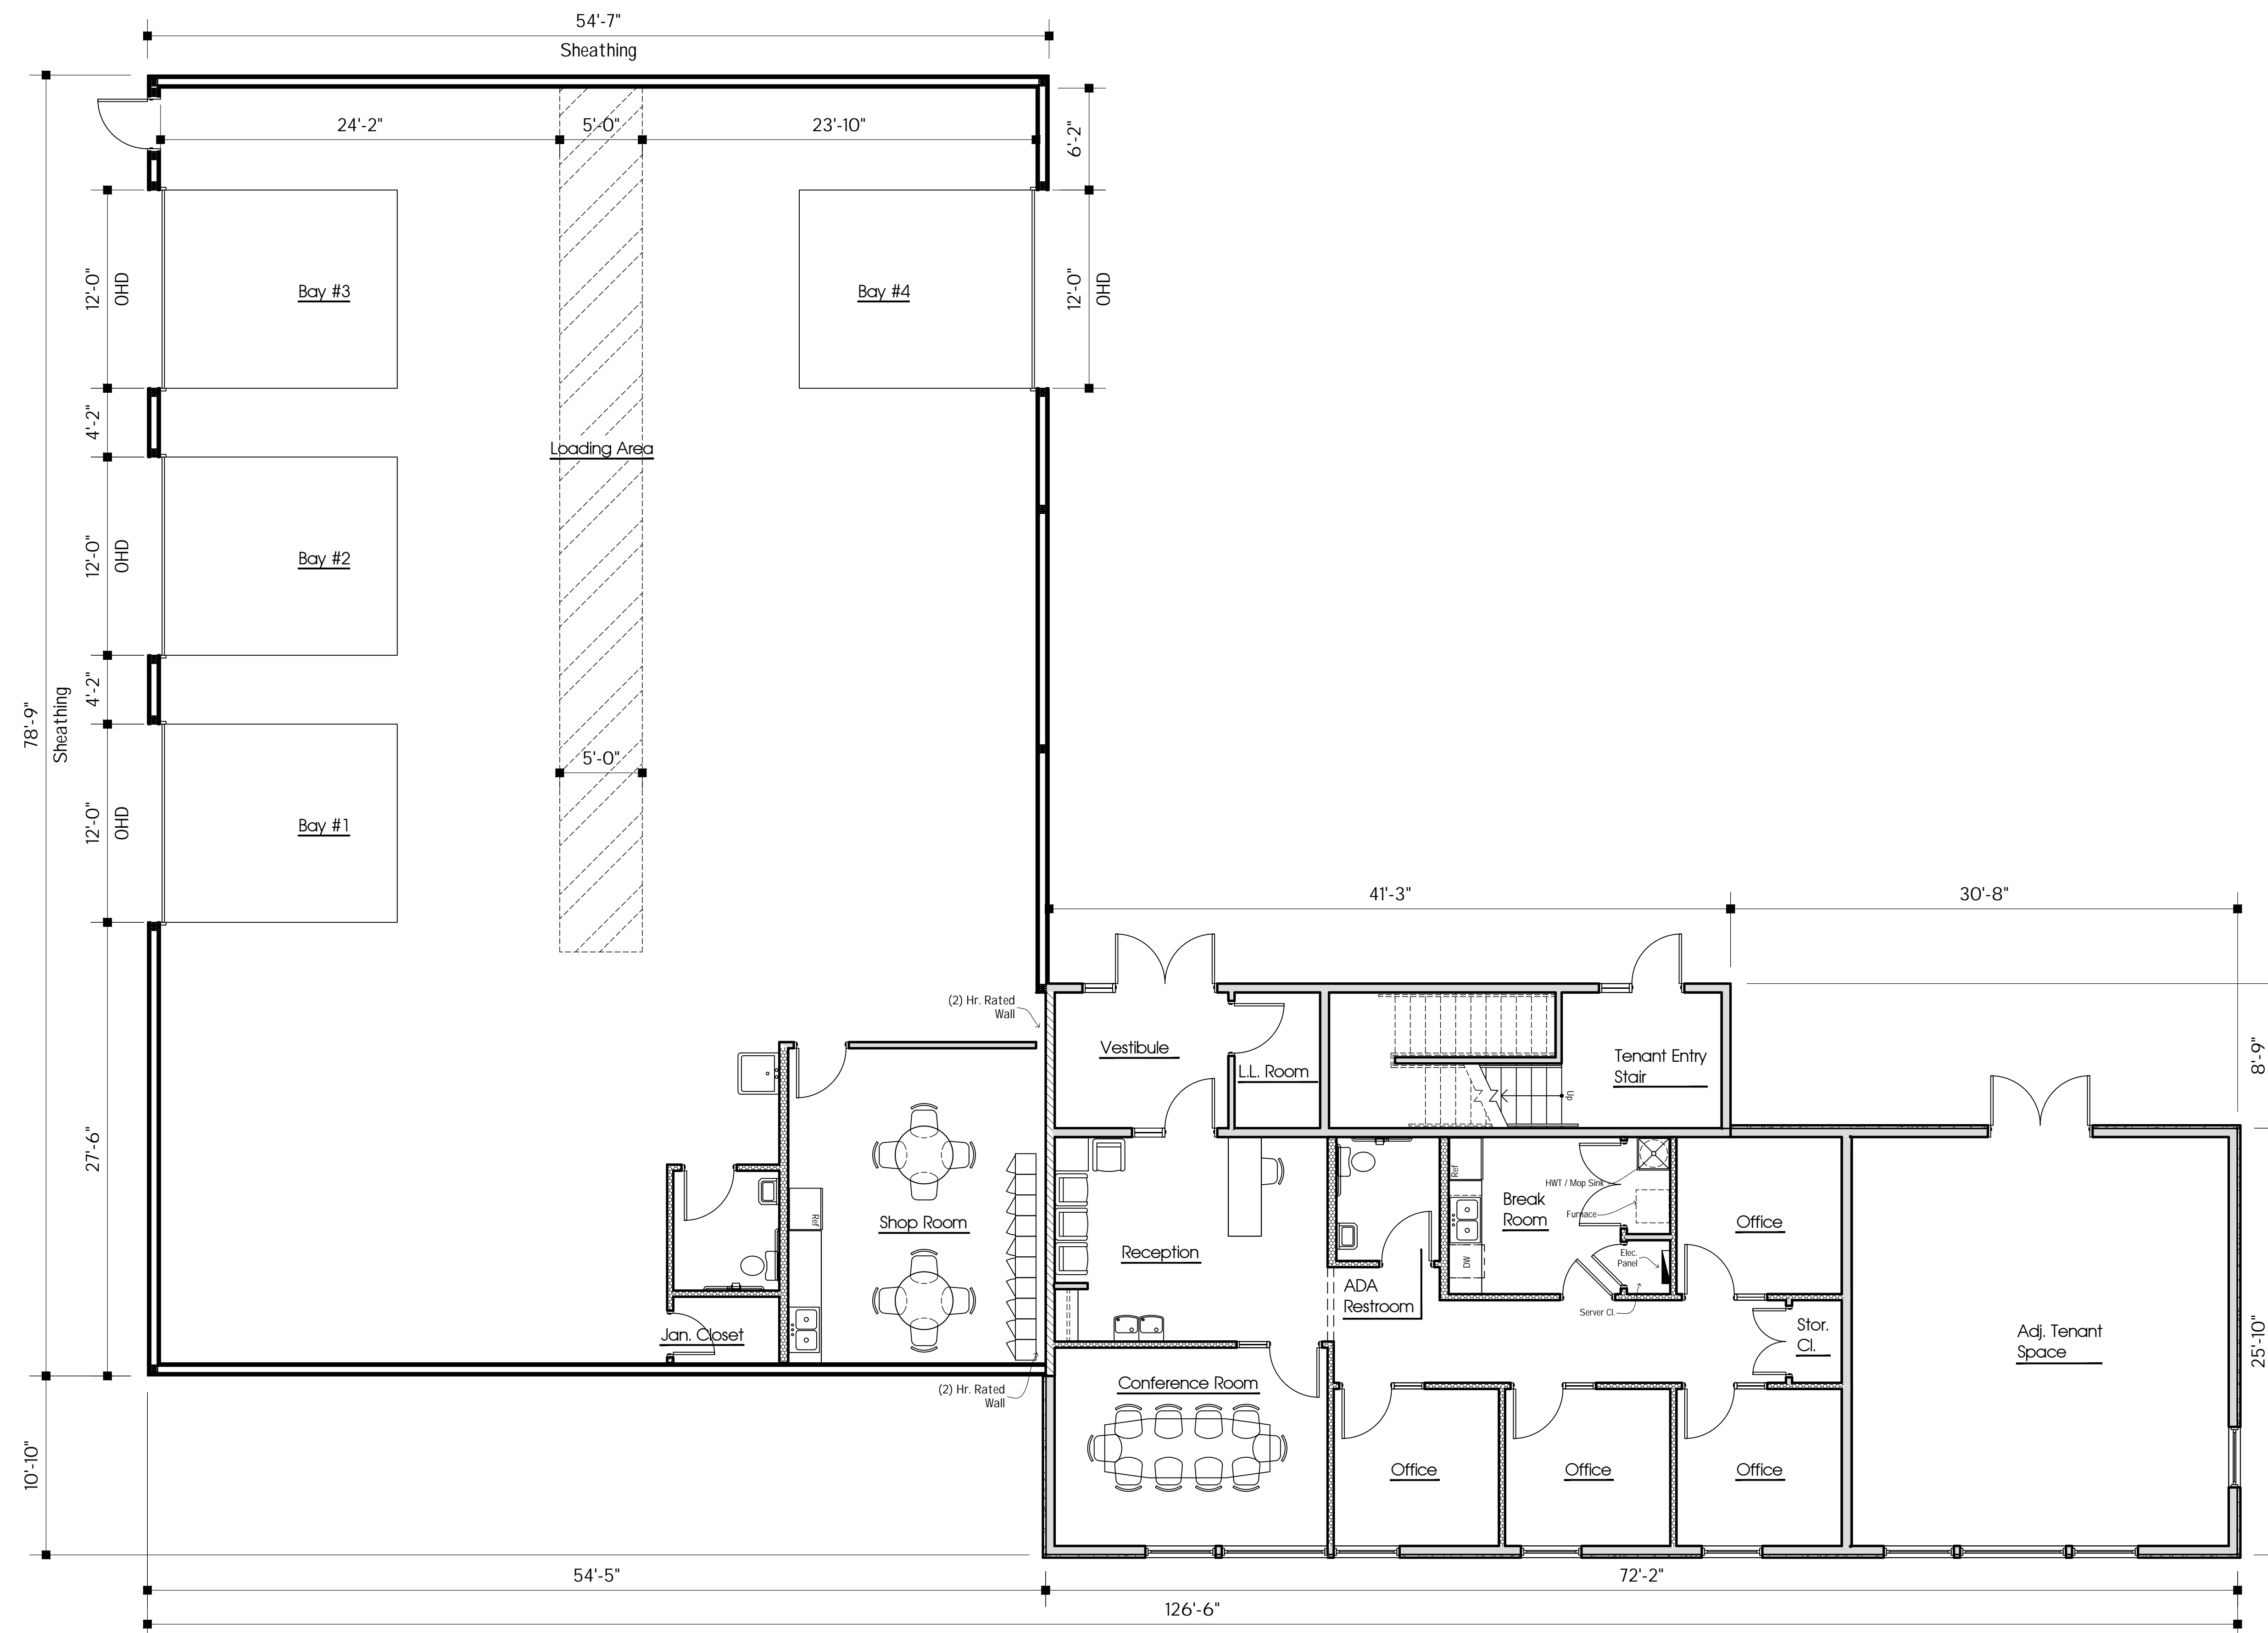 54'-7"
Sheathing
24'-2"
5'-0"
23'-10"
6'-2"
12'-0"
OHD
Bay #3
Bay #4
12'-0"
OHD
4'-2"
Loading Area
12'-0"
OHD
Bay #2
4'-2"
78'-9"
Sheathing
5'-0"
12'-0"
OHD
Bay #1
41'-3"
30'-8"
(2) Hr. Rated
Wall
Vestibule
L.L. Room
Tenant Entry
Stair
Up
8'-9"
27'-6"
Ref
Shop Room
Reception
Ref
Break
Room
HWT / Mop Sink
Furnace
Elec.
Panel
DW
Server Cl.
Office
ADA
Restroom
Jan. Closet
Stor.
Cl.
Adj. Tenant
Space
25'-10"
(2) Hr. Rated
Wall
Conference Room
10'-10"
Office
Office
Office
54'-5"
72'-2"
126'-6"